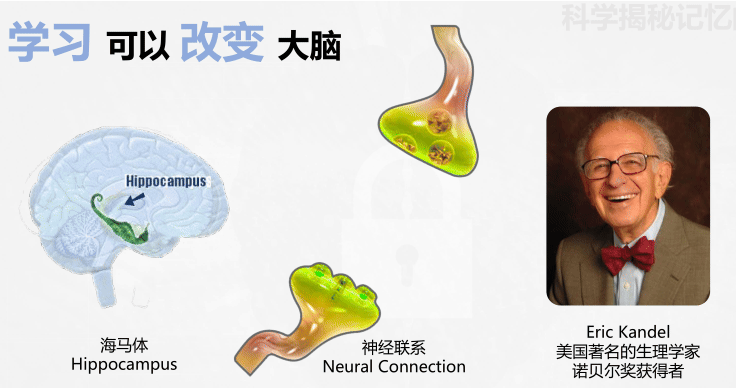 科学揭秘记忆
学习 可以 改变 大脑
Hippocampus
海马体
Hippocampus
神经联系
Neural Connection
Eric Kandel
美国著名的生理学家
诺贝尔奖获得者